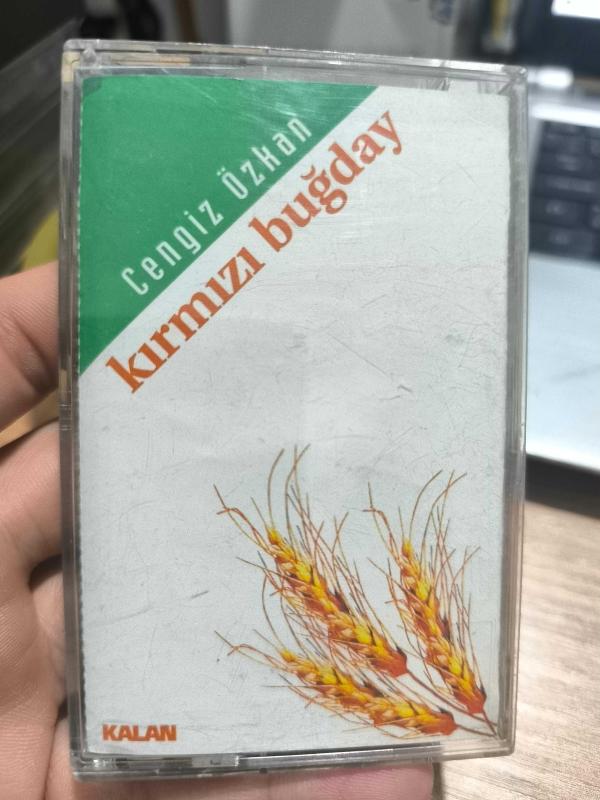 Cengiz Özkan
kırmızı buğday
KALAN